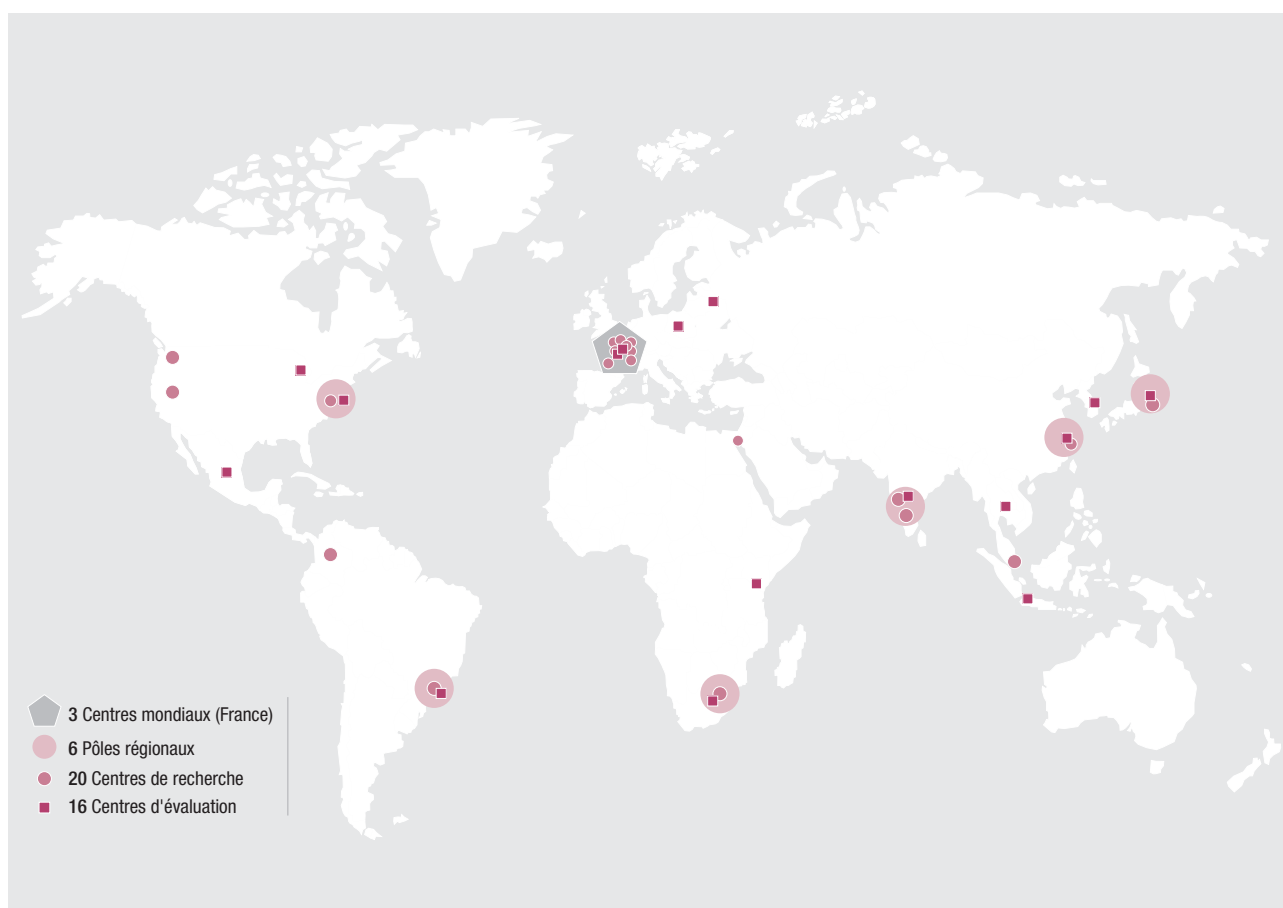 3 Centres mondiaux (France)
6 Pôles régionaux
20 Centres de recherche
16 Centres d'évaluation